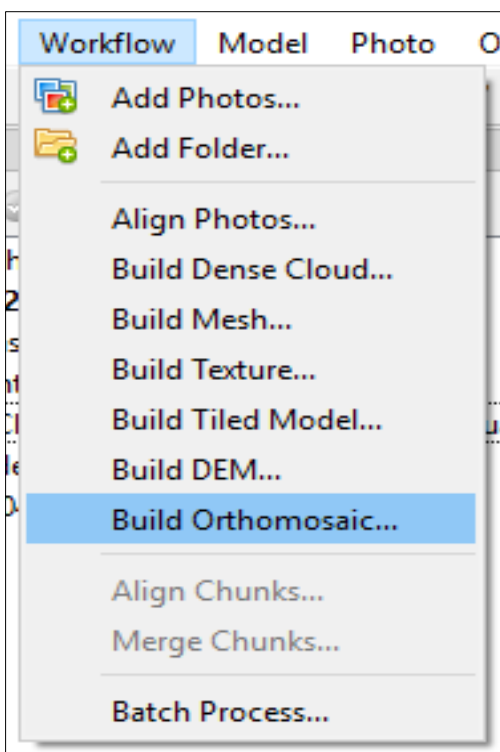 Workflow Model Photo
Add Photos...
Add Folder...
Align Photos...
Build Dense Cloud...
Build Mesh...
Build Texture...
Build Tiled Model...
Build DEM...
Build Orthomosaic...
Align Chunks...
Merge Chunks...
Batch Process...